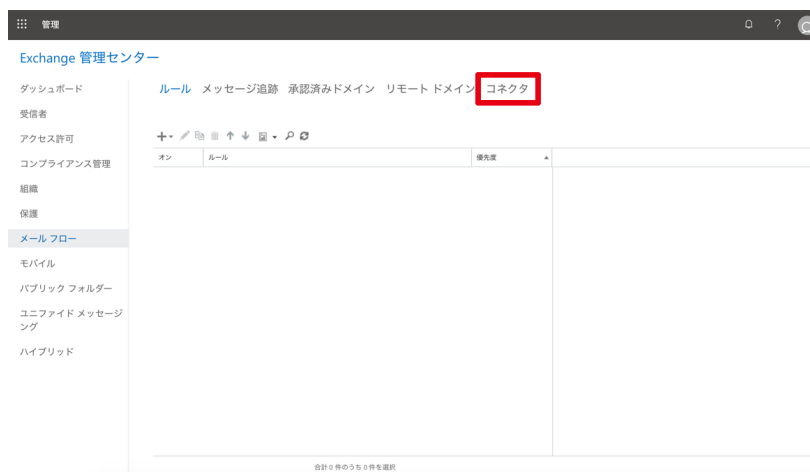 管理
?
Exchange 管理センター
ダッシュボード
受信者
アクセス許可
コンプライアンス管理
組織
保護
メール フロー
モバイル
パブリック フォルダー
ユニファイド メッセージ
ング
ハイブリッド
ルール メッセージ追跡 承認済みドメイン リモート ドメイン コネクタ
オン ルール 優先度
合計 0 件のうち 0 件を選択